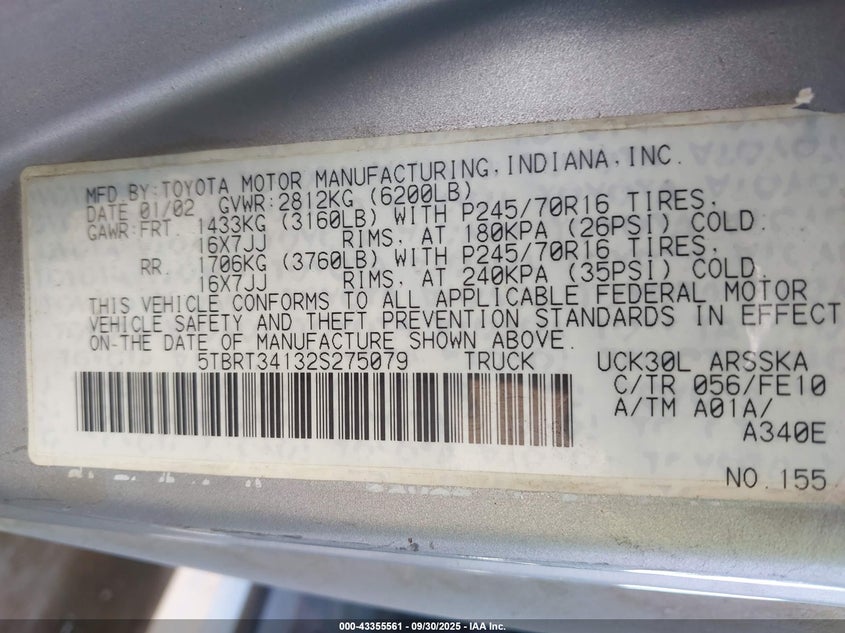 MFD BY:TOYOTA MOTOR MANUFACTURING,INDIANA,INC.
DATE 01/02 GVWR:2812KG (6200LB)
GAWR:FRT. 1433KG (3160LB) WITH P245/70R16 TIRES,
16X7JJ RIMS, AT 180KPA (26PSI) COLD.
RR. 1706KG (3760LB) WITH P245/70R16 TIRES,
16X7JJ RIMS, AT 240KPA (35PSI) COLD.
THIS VEHICLE CONFORMS TO ALL APPLICABLE FEDERAL MOTOR
VEHICLE SAFETY AND THEFT PREVENTION STANDARDS IN EFFECT
ON-THE DATE OF MANUFACTURE SHOWN ABOVE.
5TBRT34132S275079 TRUCK UCK30L ARSSKA
C/TR 056/FE10
A/TM A01A/
A340E
NO.155
000-43355561 - 09/30/2025 - IAA Inc.